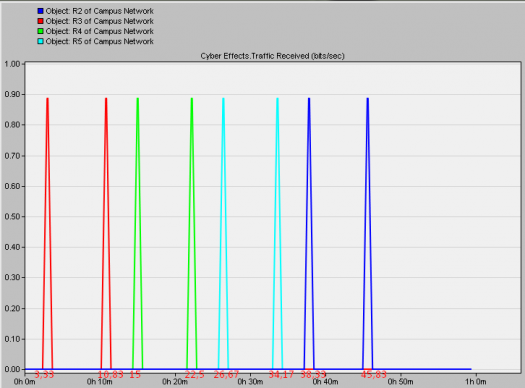 Object: R2 of Campus Network
Object: R3 of Campus Network
Object: R4 of Campus Network
Object: R5 of Campus Network
Cyber Effects.Traffic Received (bits/sec)
1.00
0.90
0.80
0.70
0.60
0.50
0.40
0.30
0.20
0.10
0.00
3,33 10,83 15 22,5 26,67 34,17 38,33 45,83
0h 0m 0h 10m 0h 20m 0h 30m 0h 40m 0h 50m 1h 0m